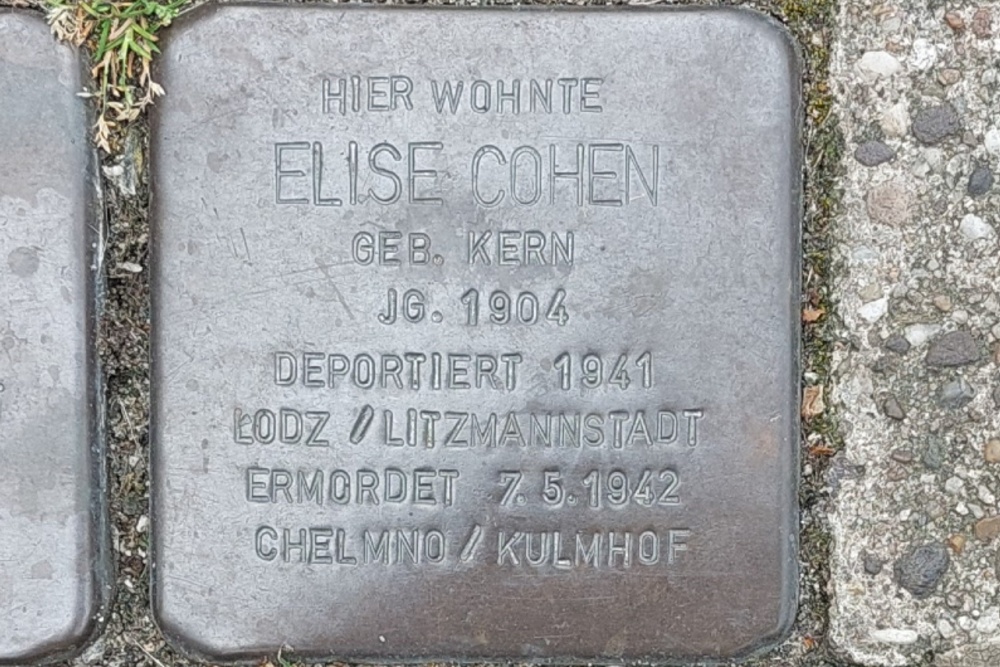 HIER WOHNTE
ELISE COHEN
GEB. KERN
JG. 1904
DEPORTIERT 1941
ŁODZ / LITZMANNSTADT
ERMORDET 7. 5. 1942
CHELMNO / KULMHOF